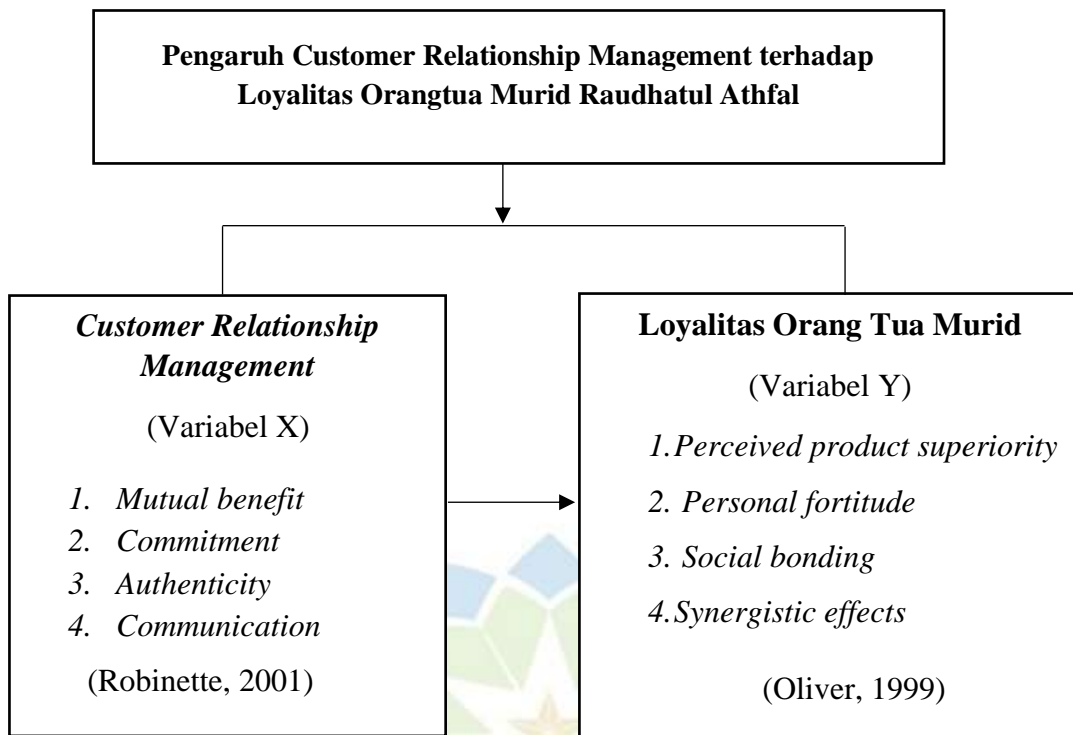 Pengaruh Customer Relationship Management terhadap
Loyalitas Orangtua Murid Raudhatul Athfal
Customer Relationship
Management
(Variabel X)
1. Mutual benefit
2. Commitment
3. Authenticity
4. Communication
(Robinette, 2001)
Loyalitas Orang Tua Murid
(Variabel Y)
1. Perceived product superiority
2. Personal fortitude
3. Social bonding
4. Synergistic effects
(Oliver, 1999)